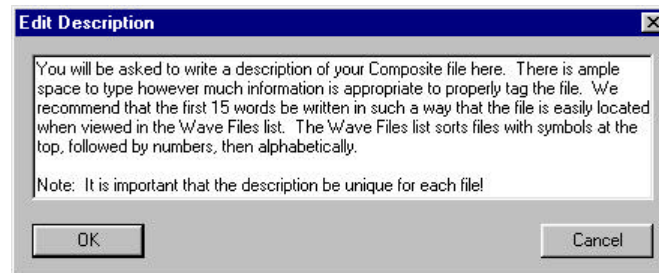 Edit Description
You will be asked to write a description of your Composite file here.  There is ample
space to type however much information is appropriate to properly tag the file.  We
recommend that the first 15 words be written in such a way that the file is easily located
when viewed in the Wave Files list.  The Wave Files list sorts files with symbols at the
top, followed by numbers, then alphabetically.
Note:  It is important that the description be unique for each file!
OK
Cancel